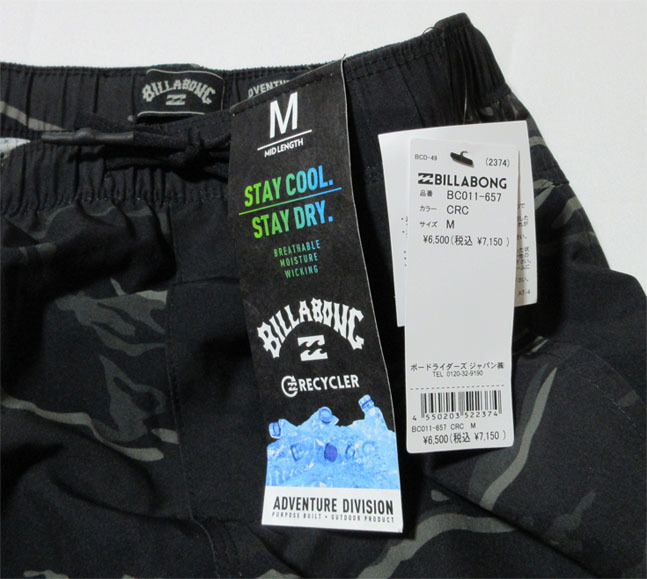 BILLABONG
M
MID LENGTH
STAY COOL.
STAY DRY.
BREATHABLE
MOISTURE
WICKING
BILLABONG
RECYCLER
ADVENTURE DIVISION
PURPOSE BUILT • OUTDOOR PRODUCT
BCD-49 (2374)
BILLABONG
品番 BC011-657
カラー CRC
サイズ M
¥6,500(税込 ¥7,150)
ボードライダーズ ジャパン㈱
TEL 0120-32-9190
4 550203 522374
BC011-657 CRC M
¥6,500(税込 ¥7,150)